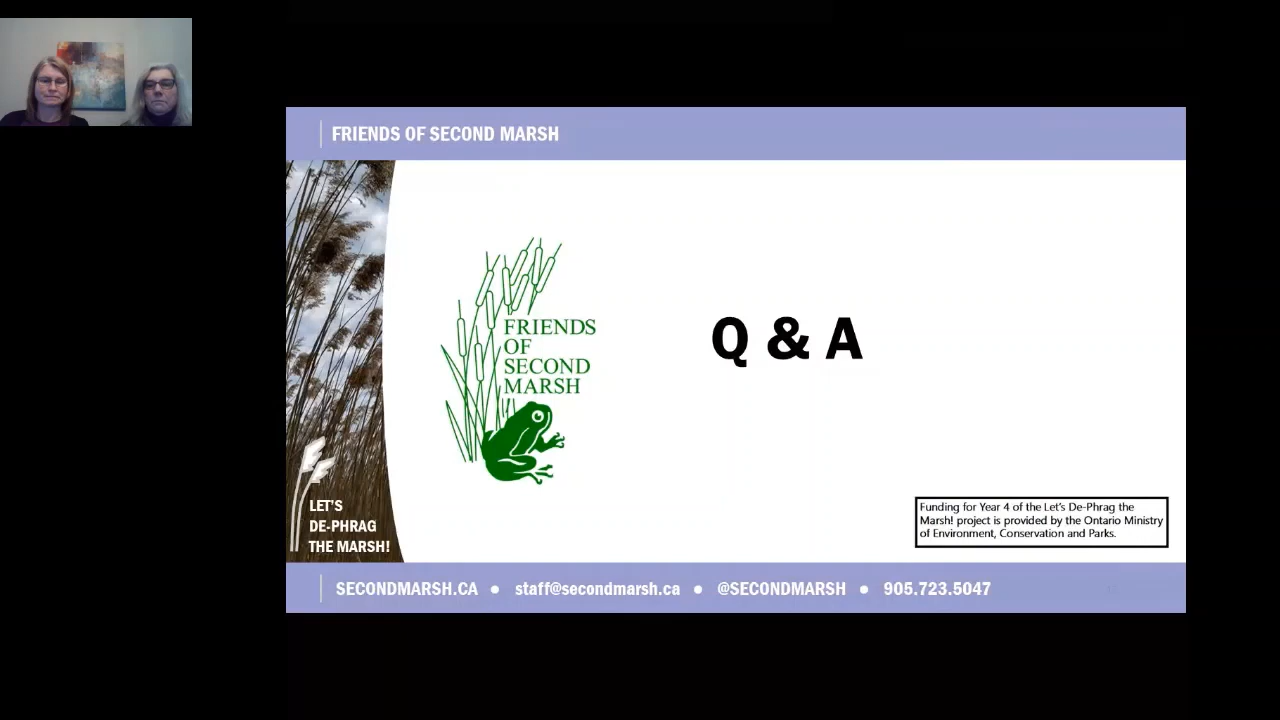 FRIENDS OF SECOND MARSH
FRIENDS
OF
SECOND
MARSH
Q & A
LET'S
DE-PHRAG
THE MARSH!
Funding for Year 4 of the Let's De-Phrag the
Marsh! project is provided by the Ontario Ministry
of Environment, Conservation and Parks.
SECONDMARSH.CA ● staff@secondmarsh.ca ● @SECONDMARSH ● 905.723.5047